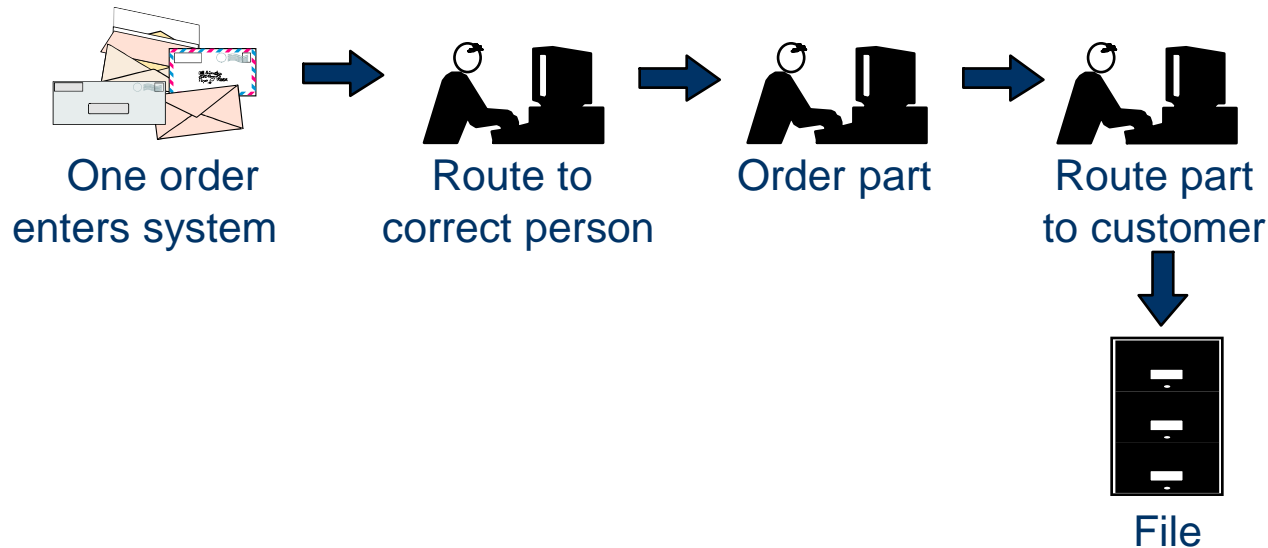 One order
enters system
Route to
correct person
Order part
Route part
to customer
File